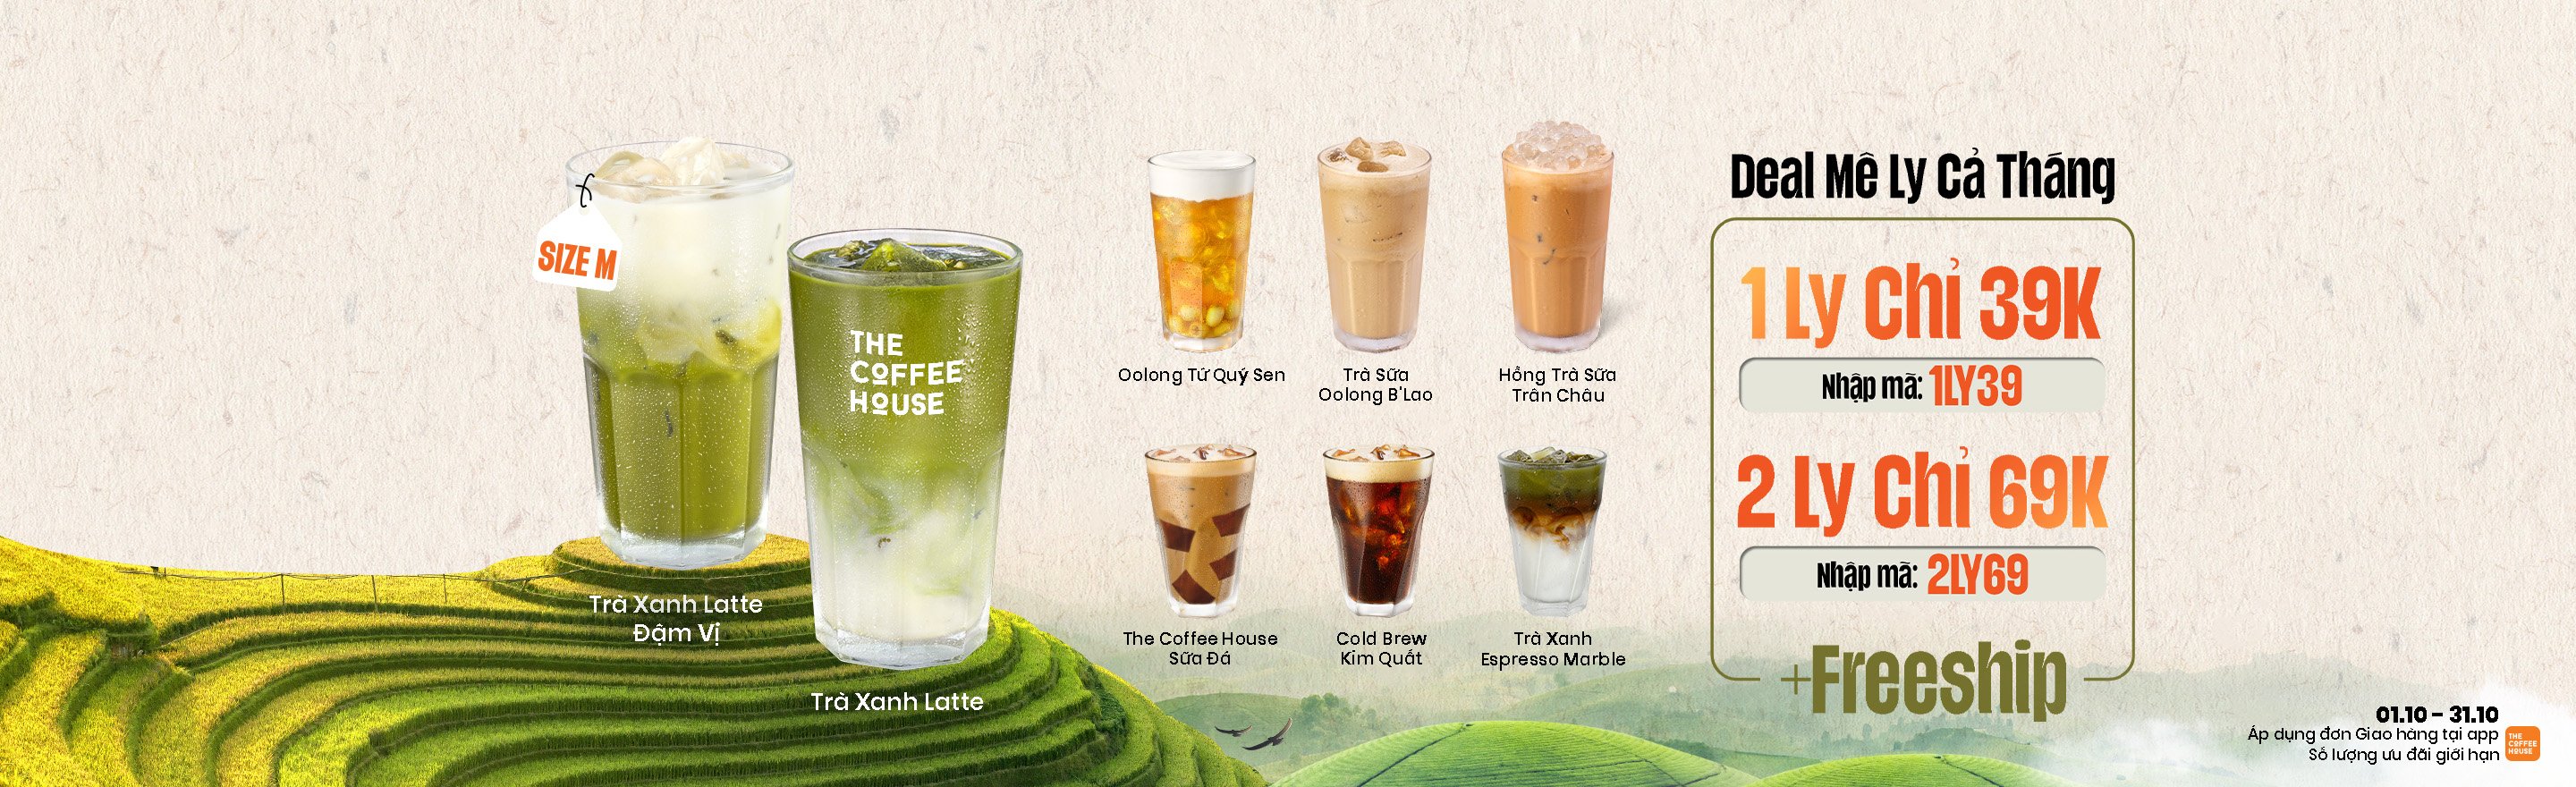 SIZE M
THE
COFFEE
HOUSE
Trà Xanh Latte
Đậm Vị
Trà Xanh Latte
Oolong Tứ Quý Sen
Trà Sữa
Oolong B'Lao
Hồng Trà Sữa
Trân Châu
The Coffee House
Sữa Đá
Cold Brew
Kim Quất
Trà Xanh
Espresso Marble
Deal Mê Ly Cả Tháng
1 Ly Chỉ 39K
Nhập mã: 1LY39
2 Ly Chỉ 69K
Nhập mã: 2LY69
+Freeship
01.10 - 31.10
Áp dụng đơn Giao hàng tại app
Số lượng ưu đãi giới hạn
THE
COFFEE
HOUSE